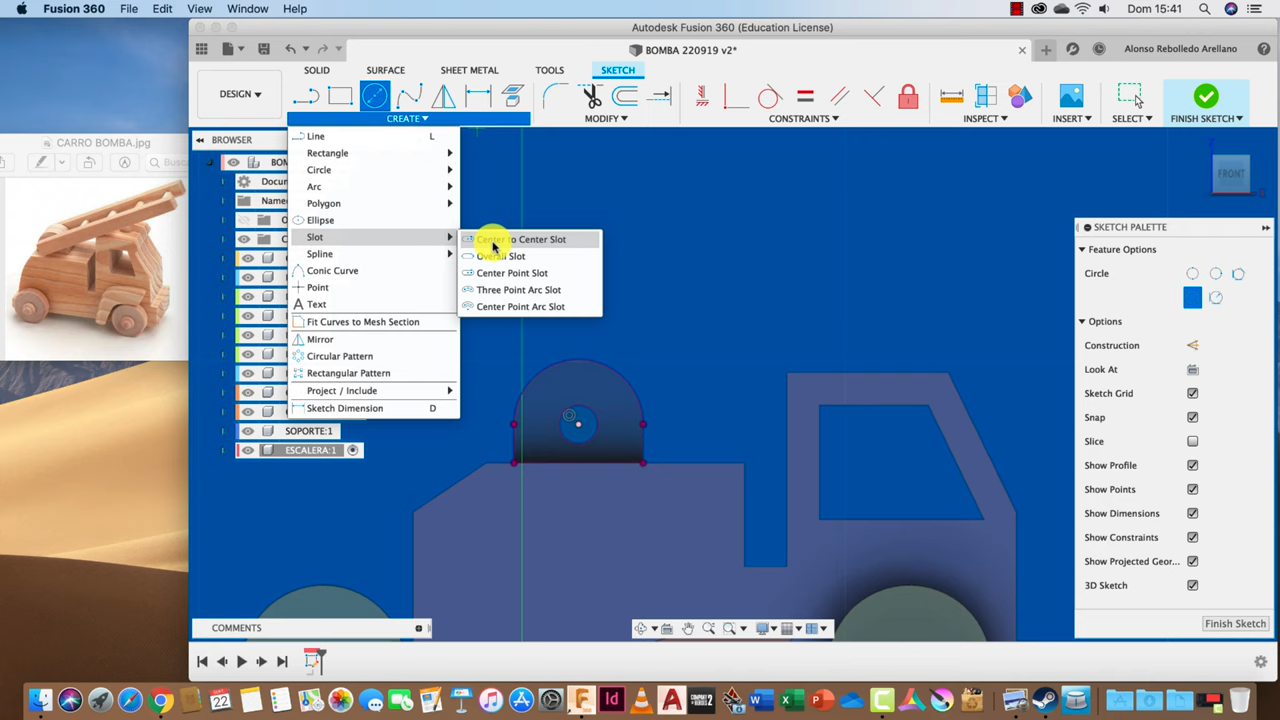 Fusion 360 File Edit View Window Help Dom 15:41
Autodesk Fusion 360 (Education License)
BOMBA 220919 v2*
Alonso Rebolledo Arellano
SOLID SURFACE SHEET METAL TOOLS SKETCH
DESIGN
CREATE MODIFY CONSTRAINTS INSPECT INSERT SELECT FINISH SKETCH
CARRO BOMBA.jpg
BROWSER
BOM
Docum
Name
O
C
SOPORTE:1
ESCALERA:1
Line L
Rectangle
Circle
Arc
Polygon
Ellipse
Slot
Spline
Conic Curve
Point
Text
Fit Curves to Mesh Section
Mirror
Circular Pattern
Rectangular Pattern
Project / Include
Sketch Dimension D
Center to Center Slot
Overall Slot
Center Point Slot
Three Point Arc Slot
Center Point Arc Slot
FRONT
SKETCH PALETTE
Feature Options
Circle
Options
Construction
Look At
Sketch Grid
Snap
Slice
Show Profile
Show Points
Show Dimensions
Show Constraints
Show Projected Geor...
3D Sketch
Finish Sketch
COMMENTS